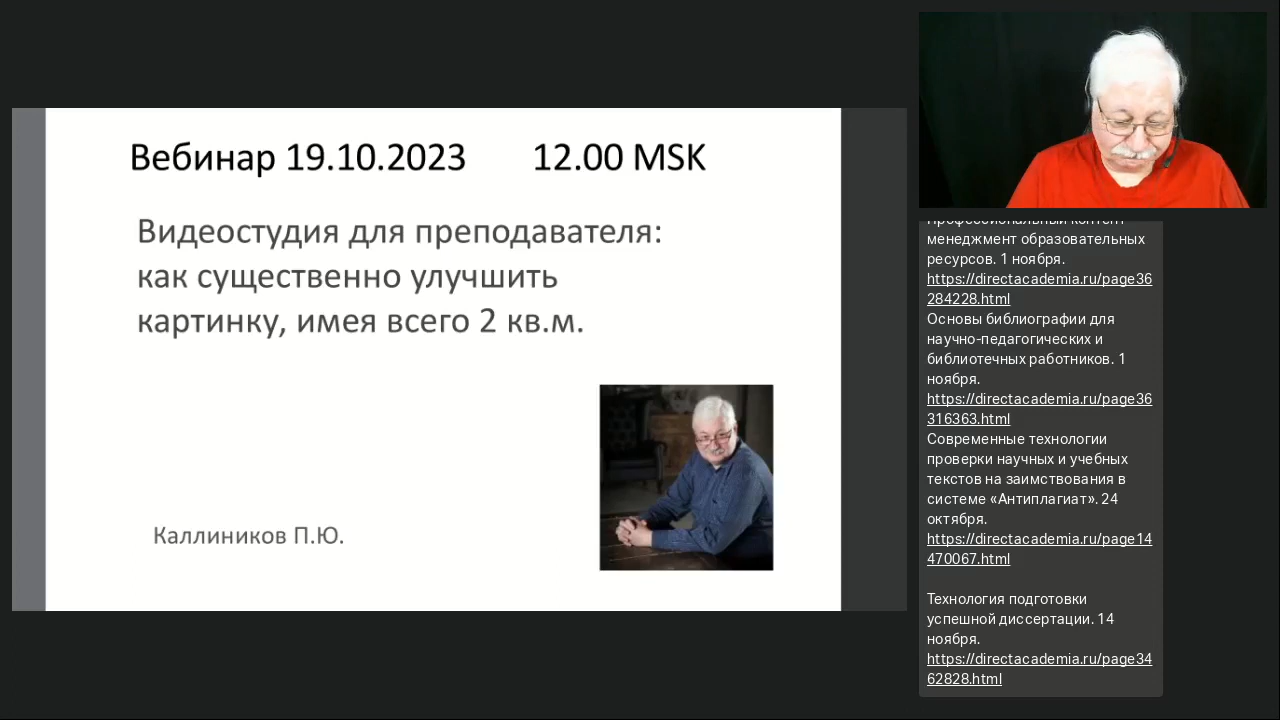 Вебинар 19.10.2023 12.00 MSK
Видеостудия для преподавателя:
как существенно улучшить
картинку, имея всего 2 кв.м.
Каллиников П.Ю.
Профессиональный контент-
менеджмент образовательных
ресурсов. 1 ноября.
https://directacademia.ru/page36
284228.html
Основы библиографии для
научно-педагогических и
библиотечных работников. 1
ноября.
https://directacademia.ru/page36
316363.html
Современные технологии
проверки научных и учебных
текстов на заимствования в
системе «Антиплагиат». 24
октября.
https://directacademia.ru/page14
470067.html
Технология подготовки
успешной диссертации. 14
ноября.
https://directacademia.ru/page34
62828.html